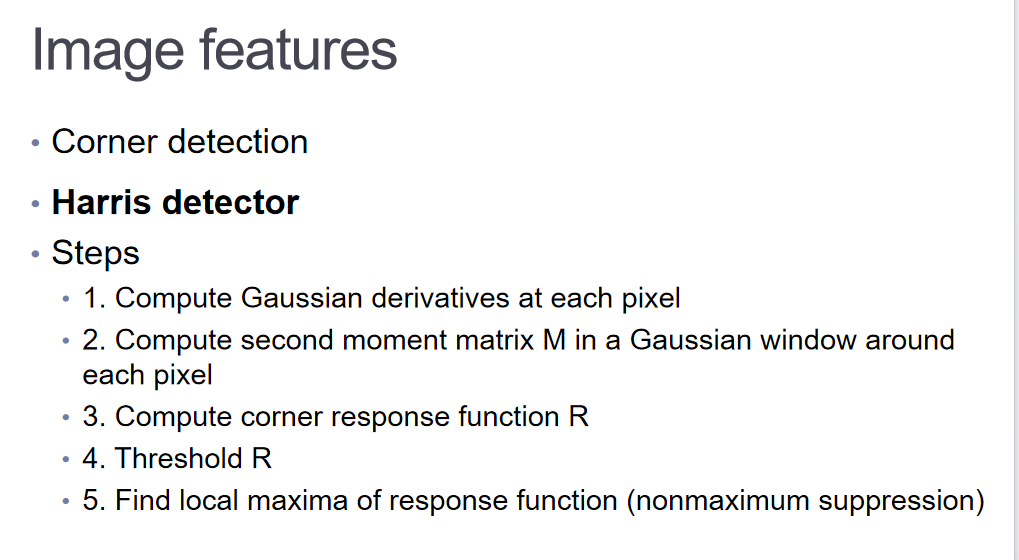 Image features
• Corner detection
• Harris detector
• Steps
• 1. Compute Gaussian derivatives at each pixel
• 2. Compute second moment matrix M in a Gaussian window around
each pixel
• 3. Compute corner response function R
• 4. Threshold R
• 5. Find local maxima of response function (nonmaximum suppression)